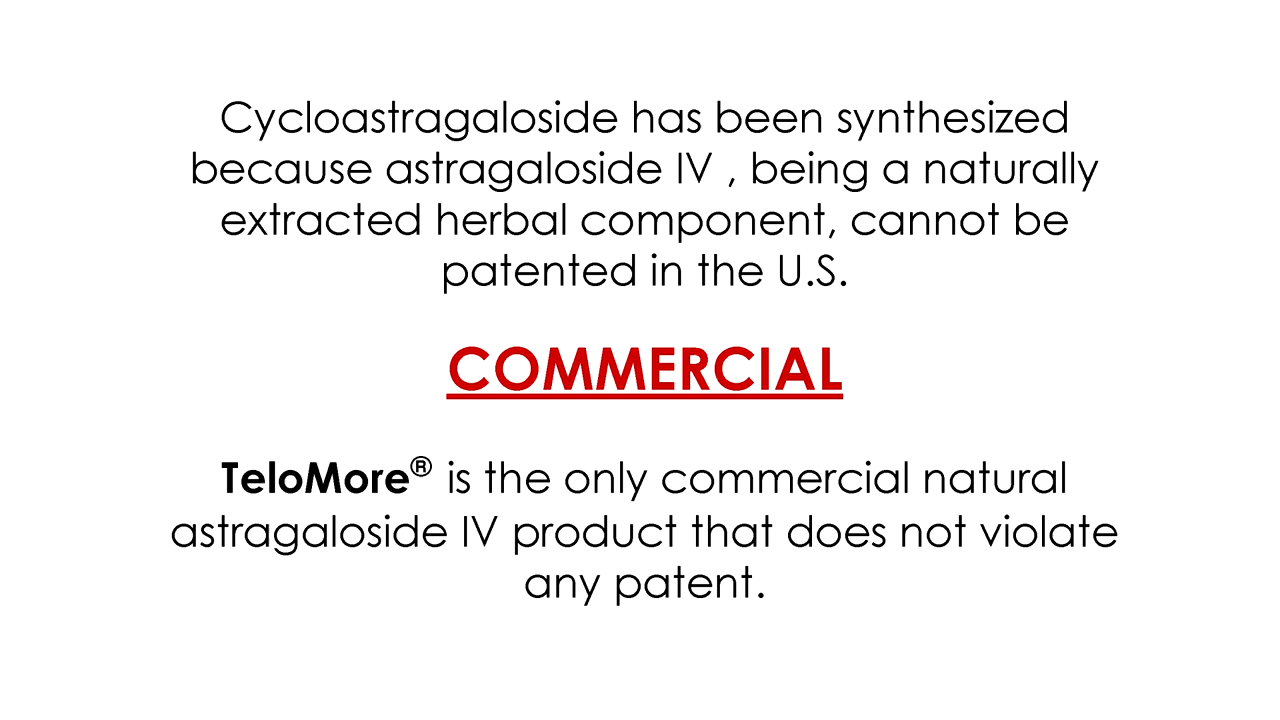 Cycloastragaloside has been synthesized
because astragaloside IV , being a naturally
extracted herbal component, cannot be
patented in the U.S.
COMMERCIAL
TeloMore® is the only commercial natural
astragaloside IV product that does not violate
any patent.